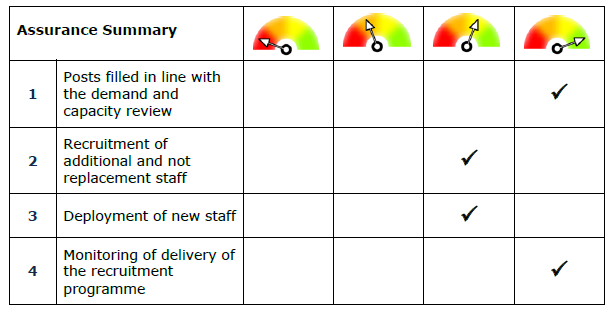 Assurance Summary
1
Posts filled in line with
the demand and
capacity review
✓
2
Recruitment of
additional and not
replacement staff
✓
3
Deployment of new staff
✓
4
Monitoring of delivery of
the recruitment
programme
✓